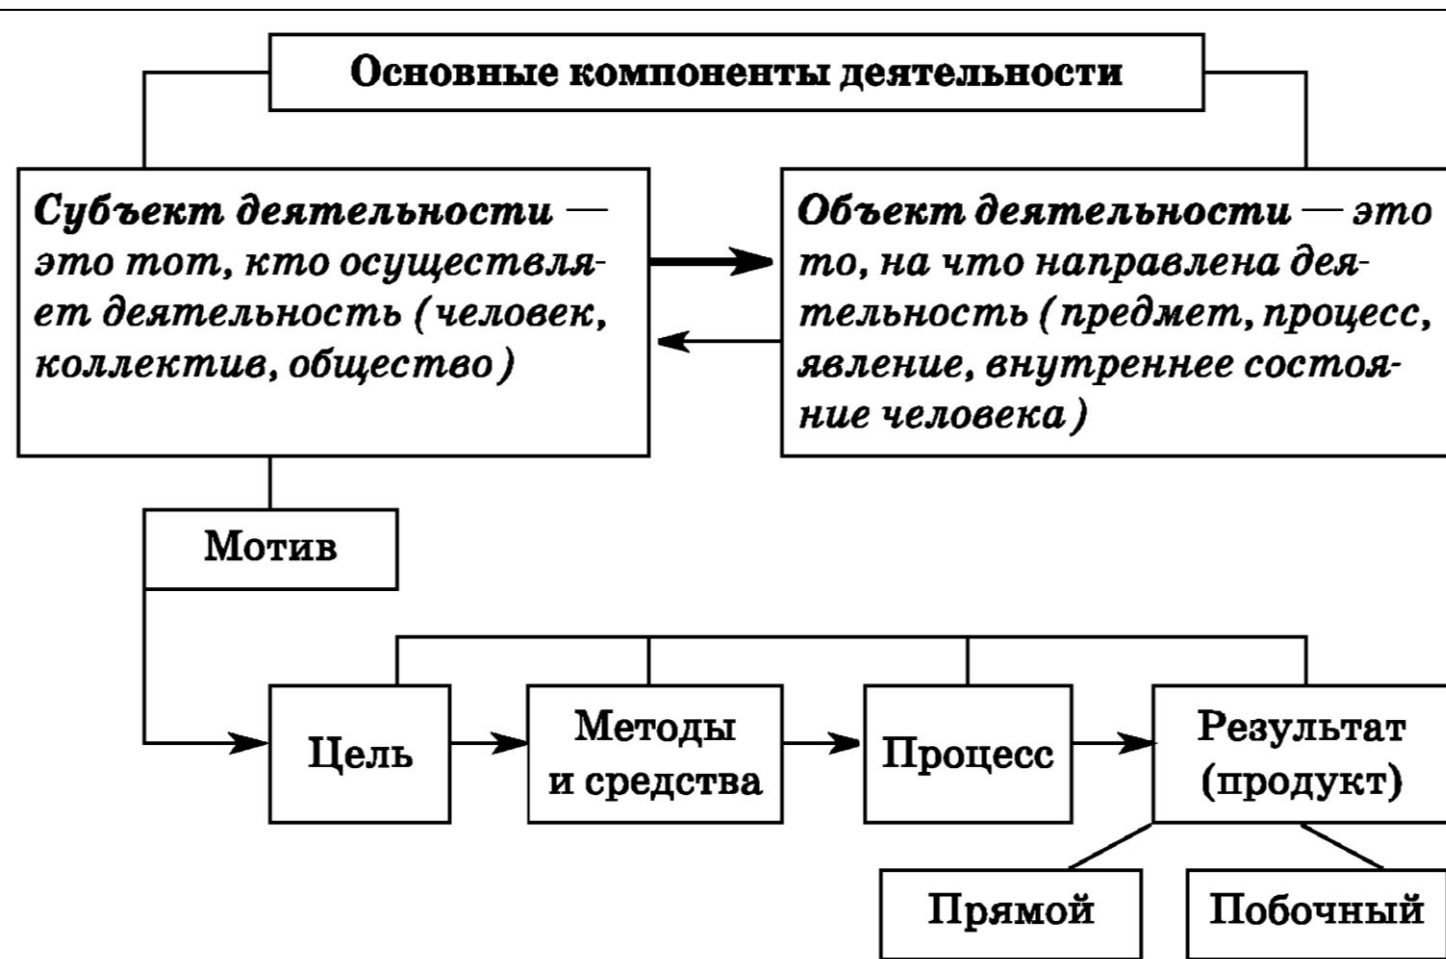 Основные компоненты деятельности
Субъект деятельности —
это тот, кто осуществля-
ет деятельность (человек,
коллектив, общество)
Объект деятельности — это
то, на что направлена дея-
тельность (предмет, процесс,
явление, внутреннее состоя-
ние человека)
Мотив
Цель
Методы
и средства
Процесс
Результат
(продукт)
Прямой
Побочный